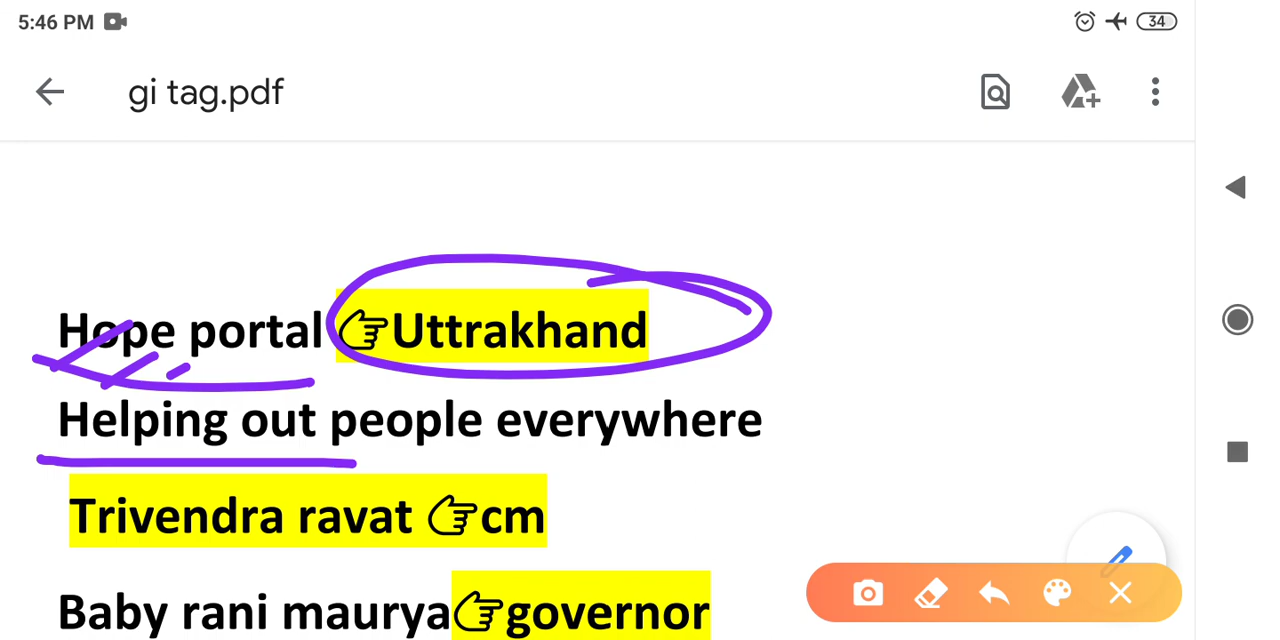 5:46 PM 34
gi tag.pdf
Hope portal 👉Uttrakhand
Helping out people everywhere
Trivendra ravat 👉cm
Baby rani maurya👉governor